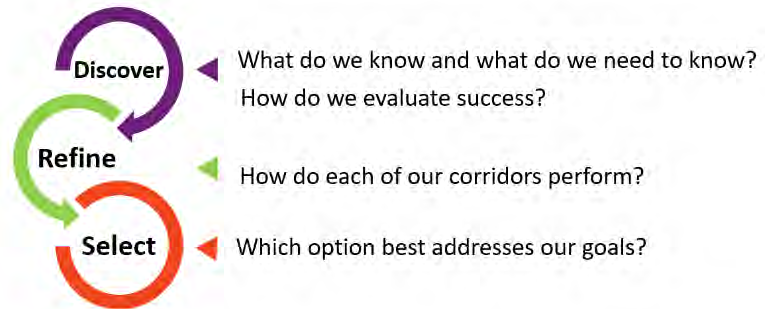 Discover
What do we know and what do we need to know?
How do we evaluate success?
Refine
How do each of our corridors perform?
Select
Which option best addresses our goals?